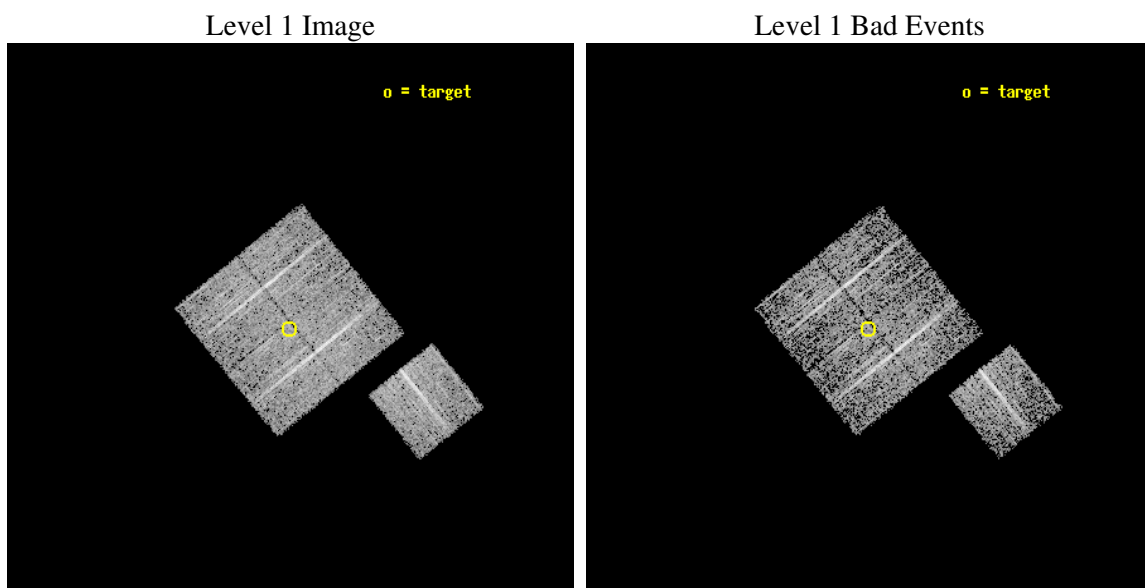 Level 1 Image
Level 1 Bad Events
o = target
o = target